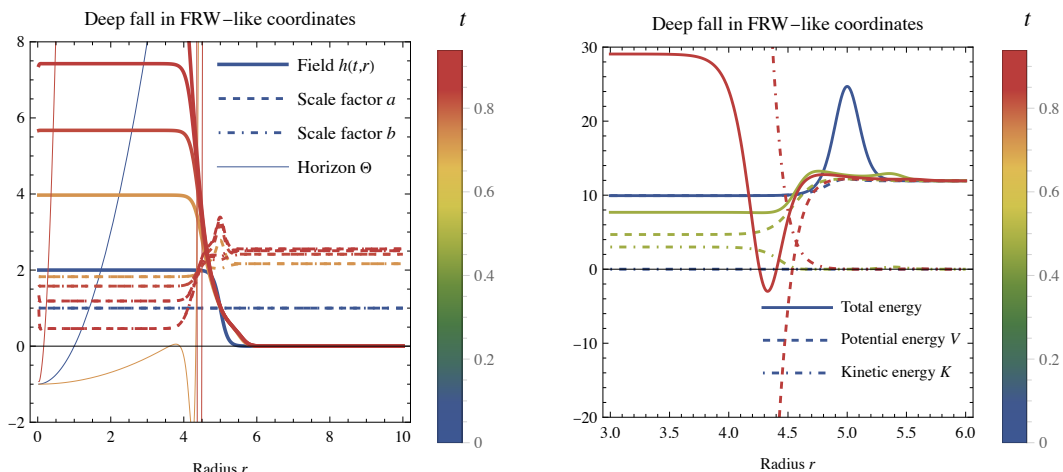 Deep fall in FRW-like coordinates
t
8
6
4
2
0
-2
0
2
4
6
8
10
Field h(t,r)
Scale factor a
Scale factor b
Horizon Θ
Radius r
0.8
0.6
0.4
0.2
0
Deep fall in FRW-like coordinates
t
30
20
10
0
-10
-20
3.0
3.5
4.0
4.5
5.0
5.5
6.0
Total energy
Potential energy V
Kinetic energy K
Radius r
0.8
0.6
0.4
0.2
0